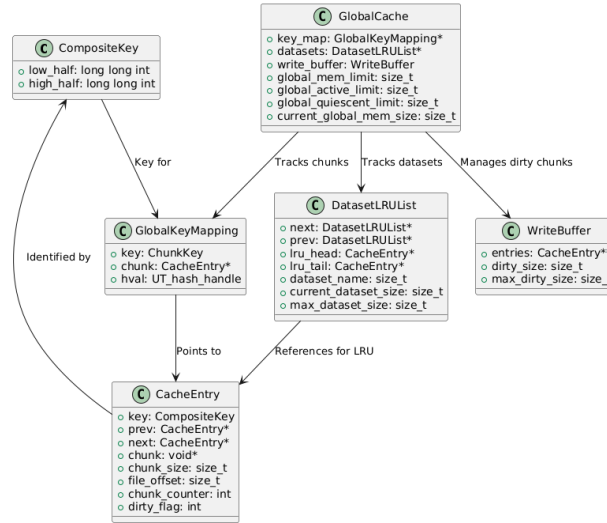 C GlobalCache
key_map: GlobalKeyMapping*
datasets: DatasetLRUList*
write_buffer: WriteBuffer
global_mem_limit: size_t
global_active_limit: size_t
global_quiescent_limit: size_t
current_global_mem_size: size_t
C CompositeKey
low_half: long long int
high_half: long long int
Key for
Tracks chunks
Tracks datasets
Manages dirty chunks
C GlobalKeyMapping
key: ChunkKey
chunk: CacheEntry*
hval: UT_hash_handle
C DatasetLRUList
next: DatasetLRUList*
prev: DatasetLRUList*
lru_head: CacheEntry*
lru_tail: CacheEntry*
dataset_name: size_t
current_dataset_size: size_t
max_dataset_size: size_t
C WriteBuffer
entries: CacheEntry*
dirty_size: size_t
max_dirty_size: size_
Identified by
Points to
References for LRU
C CacheEntry
key: CompositeKey
prev: CacheEntry*
next: CacheEntry*
chunk: void*
chunk_size: size_t
file_offset: size_t
chunk_counter: int
dirty_flag: int